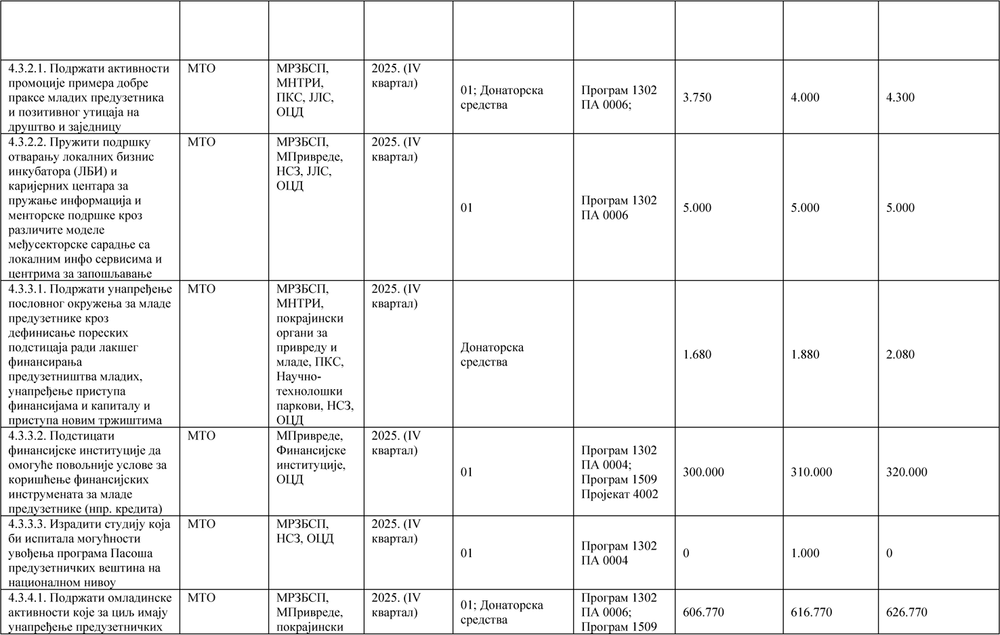 4.3.2.1. Подржати активности
промоције примера добре
праксе младих предузетника
и позитивног утицаја на
друштво и заједницу
МТО
МРЗБСП,
МНТРИ,
ПКС, ЈЛС,
ОЦД
2025. (IV
квартал)
01; Донаторска
средства
Програм 1302
ПА 0006;
3.750
4.000
4.300
4.3.2.2. Пружити подршку
отварању локалних бизнис
инкубатора (ЛБИ) и
каријерних центара за
пружање информација и
менторске подршке кроз
различите моделе
међусекторске сарадње са
локалним инфо сервисима и
центрима за запошљавање
МТО
МРЗБСП,
МПривреде,
НСЗ, ЈЛС,
ОЦД
2025. (IV
квартал)
01
Програм 1302
ПА 0006
5.000
5.000
5.000
4.3.3.1. Подржати унапређење
пословног окружења за младе
предузетнике кроз
дефинисање пореских
подстицаја ради лакшег
финансирања
предузетништва младих,
унапређење приступа
финансијама и капиталу и
приступа новим тржиштима
МТО
МРЗБСП,
МНТРИ,
покрајински
органи за
привреду и
младе, ПКС,
Научно-
технолошки
паркови, НСЗ,
ОЦД
2025. (IV
квартал)
Донаторска
средства
1.680
1.880
2.080
4.3.3.2. Подстицати
финансијске институције да
омогуће повољније услове за
коришћење финансијских
инструмената за младе
предузетнике (нпр. кредита)
МТО
МПривреде,
Финансијске
институције,
ОЦД
2025. (IV
квартал)
01
Програм 1302
ПА 0004;
Програм 1509
Пројекат 4002
300.000
310.000
320.000
4.3.3.3. Израдити студију која
би испитала могућности
увођења програма Пасоша
предузетничких вештина на
националном нивоу
МТО
МРЗБСП,
НСЗ, ОЦД
2025. (IV
квартал)
01
Програм 1302
ПА 0004
0
1.000
0
4.3.4.1. Подржати омладинске
активности које за циљ имају
унапређење предузетничких
МТО
МРЗБСП,
МПривреде,
покрајински
2025. (IV
квартал)
01; Донаторска
средства
Програм 1302
ПА 0006;
Програм 1509
606.770
616.770
626.770